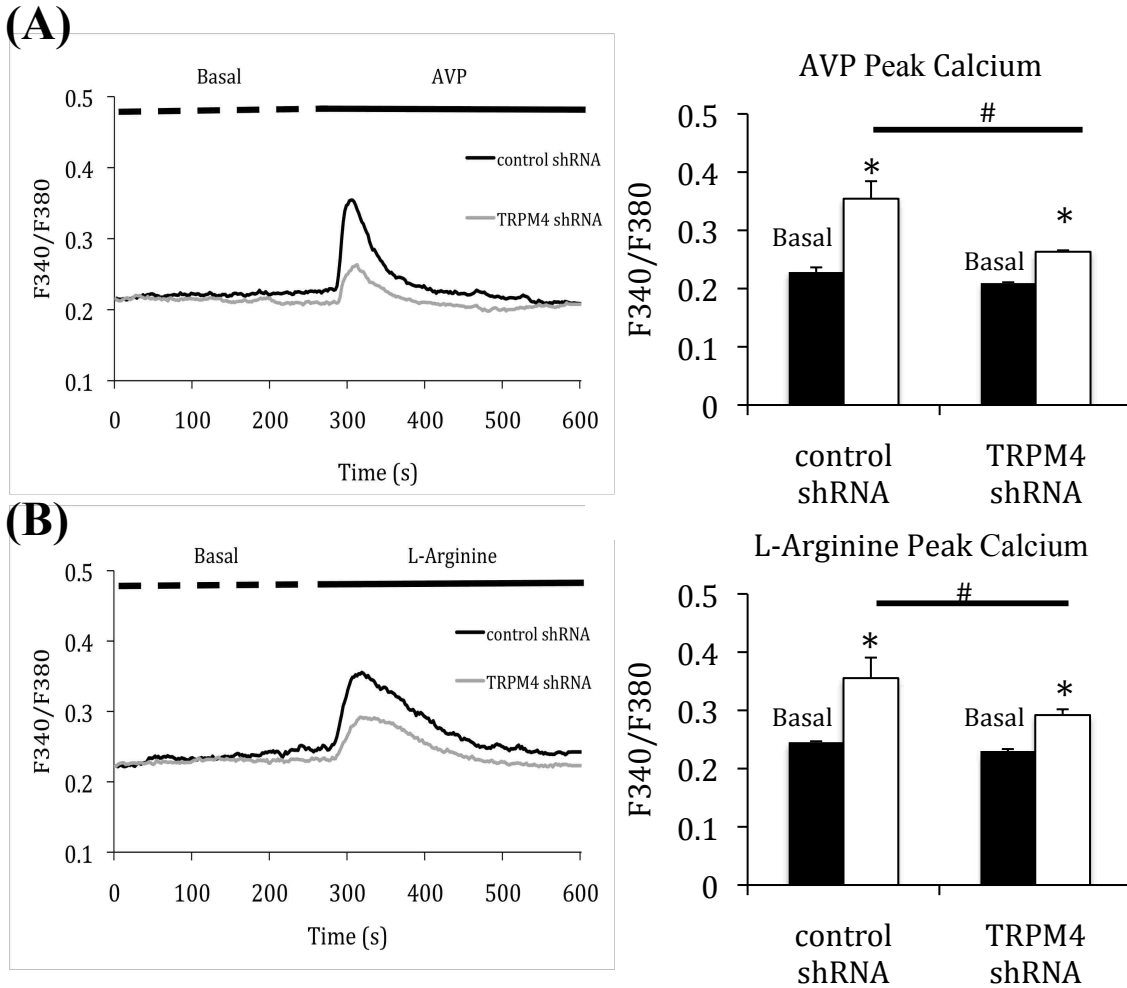 (A)
Basal AVP
0.5
0.4
0.3
0.2
0.1
F340/F380
control shRNA
TRPM4 shRNA
0 100 200 300 400 500 600
Time (s)
AVP Peak Calcium
0.5
0.4
0.3
0.2
0.1
0
F340/F380
#
*
*
Basal
Basal
control
shRNA
TRPM4
shRNA
(B)
Basal L-Arginine
0.5
0.4
0.3
0.2
0.1
F340/F380
control shRNA
TRPM4 shRNA
0 100 200 300 400 500 600
Time (s)
L-Arginine Peak Calcium
0.5
0.4
0.3
0.2
0.1
0
F340/F380
#
*
*
Basal
Basal
control
shRNA
TRPM4
shRNA